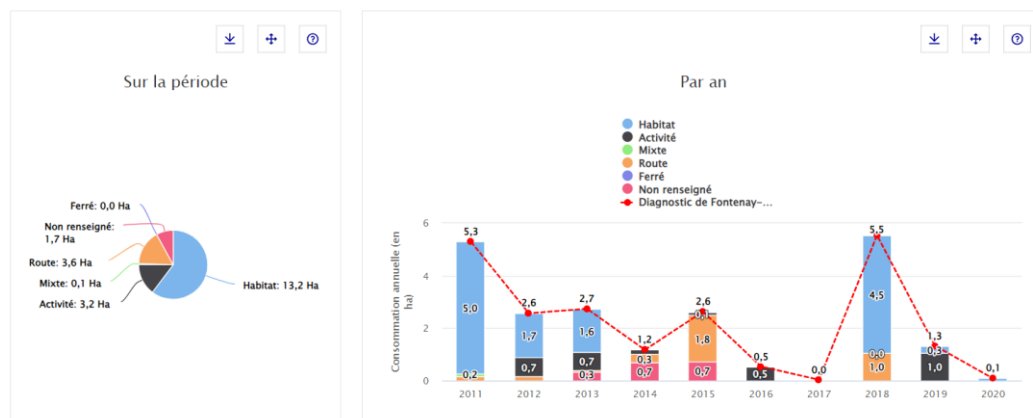 Sur la période
Ferré: 0,0 Ha
Non renseigné:
1,7 Ha
Route: 3,6 Ha
Mixte: 0,1 Ha
Activité: 3,2 Ha
Habitat: 13,2 Ha
Par an
Habitat
Activité
Mixte
Route
Ferré
Non renseigné
Diagnostic de Fontenay-...
Consommation annuelle (en
ha)
6
4
2
0
5,3
5,0
0,2
2,6
1,7
0,7
2,7
1,6
0,7
0,3
1,2
0,3
0,7
2,6
0,1
1,8
0,7
0,5
0,5
0,0
5,5
4,5
0,0
1,0
1,3
0,3
1,0
0,1
2011
2012
2013
2014
2015
2016
2017
2018
2019
2020